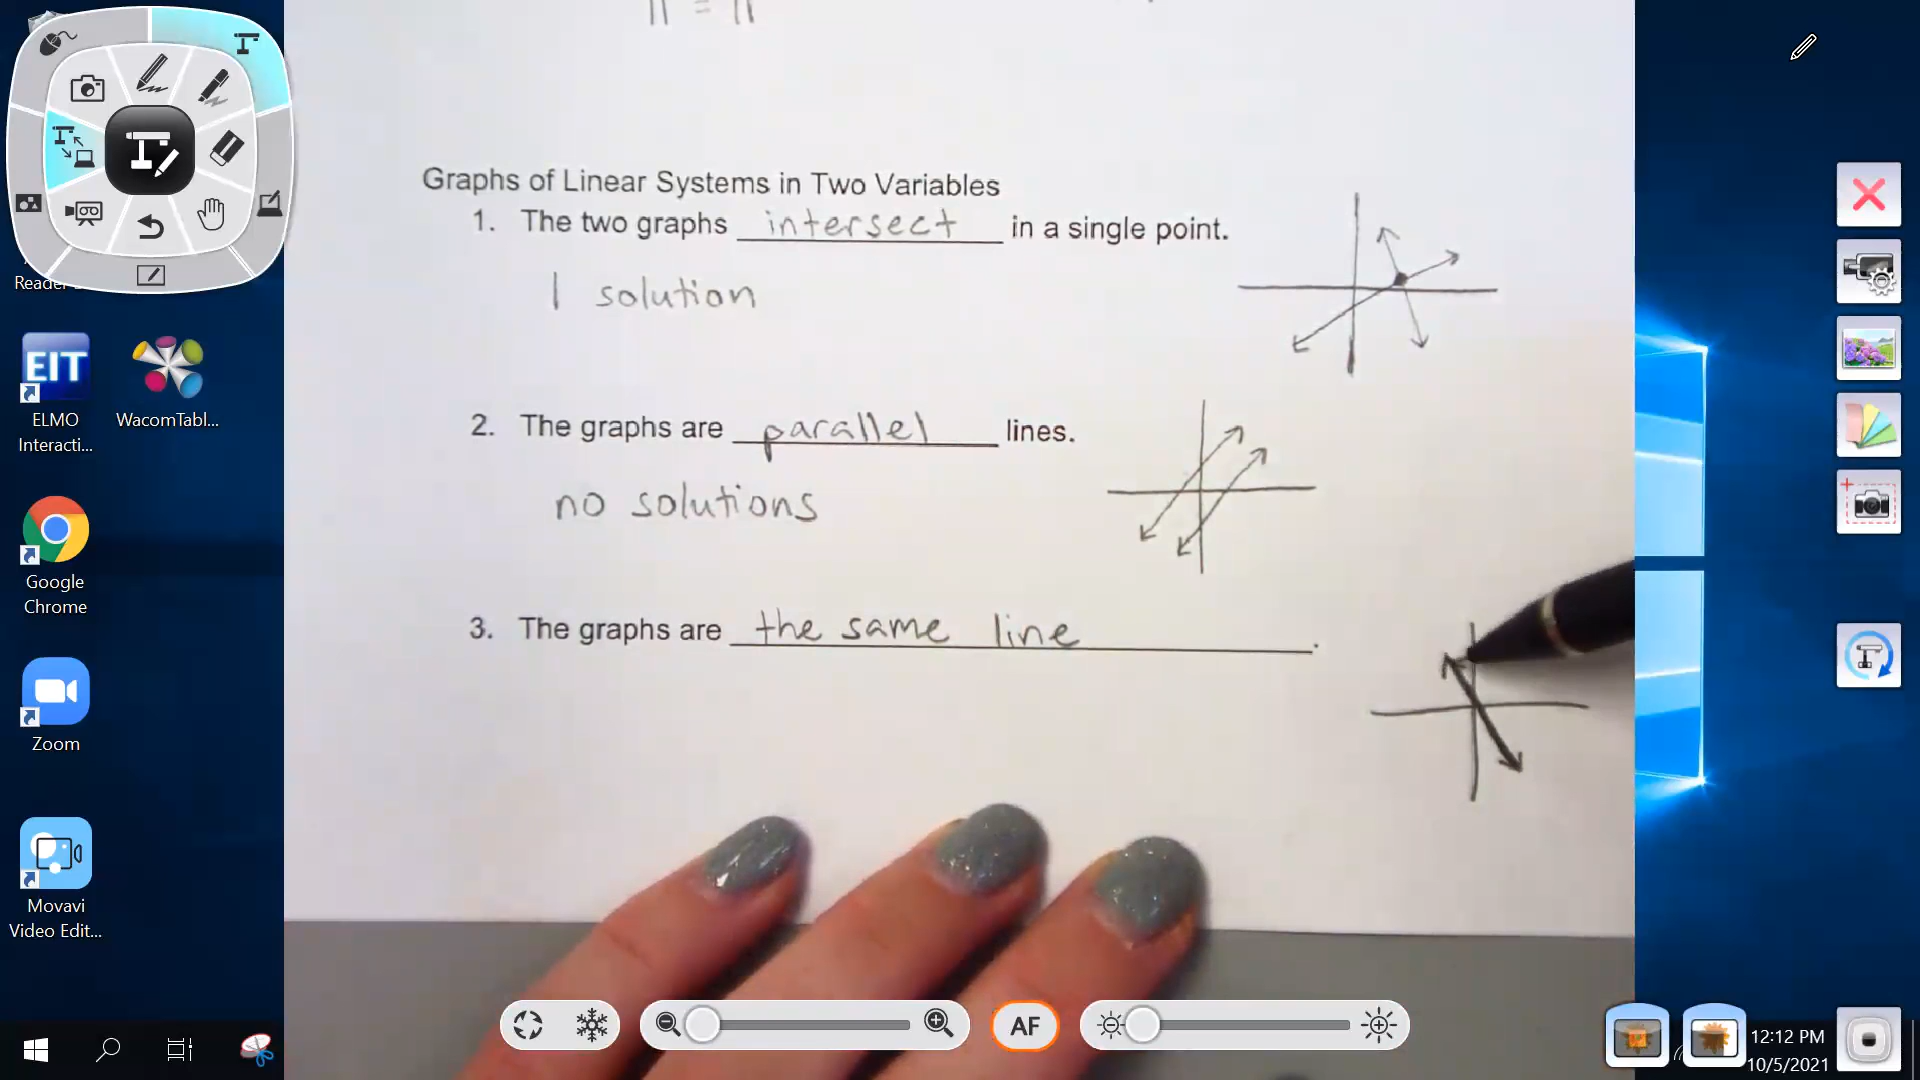 11 = 11
Graphs of Linear Systems in Two Variables
1. The two graphs intersect in a single point.
1 solution
2. The graphs are parallel lines.
no solutions
3. The graphs are the same line.
Reader
EIT
ELMO
Interacti...
WacomTabl...
Google
Chrome
Zoom
Movavi
Video Edit...
AF
12:12 PM
10/5/2021